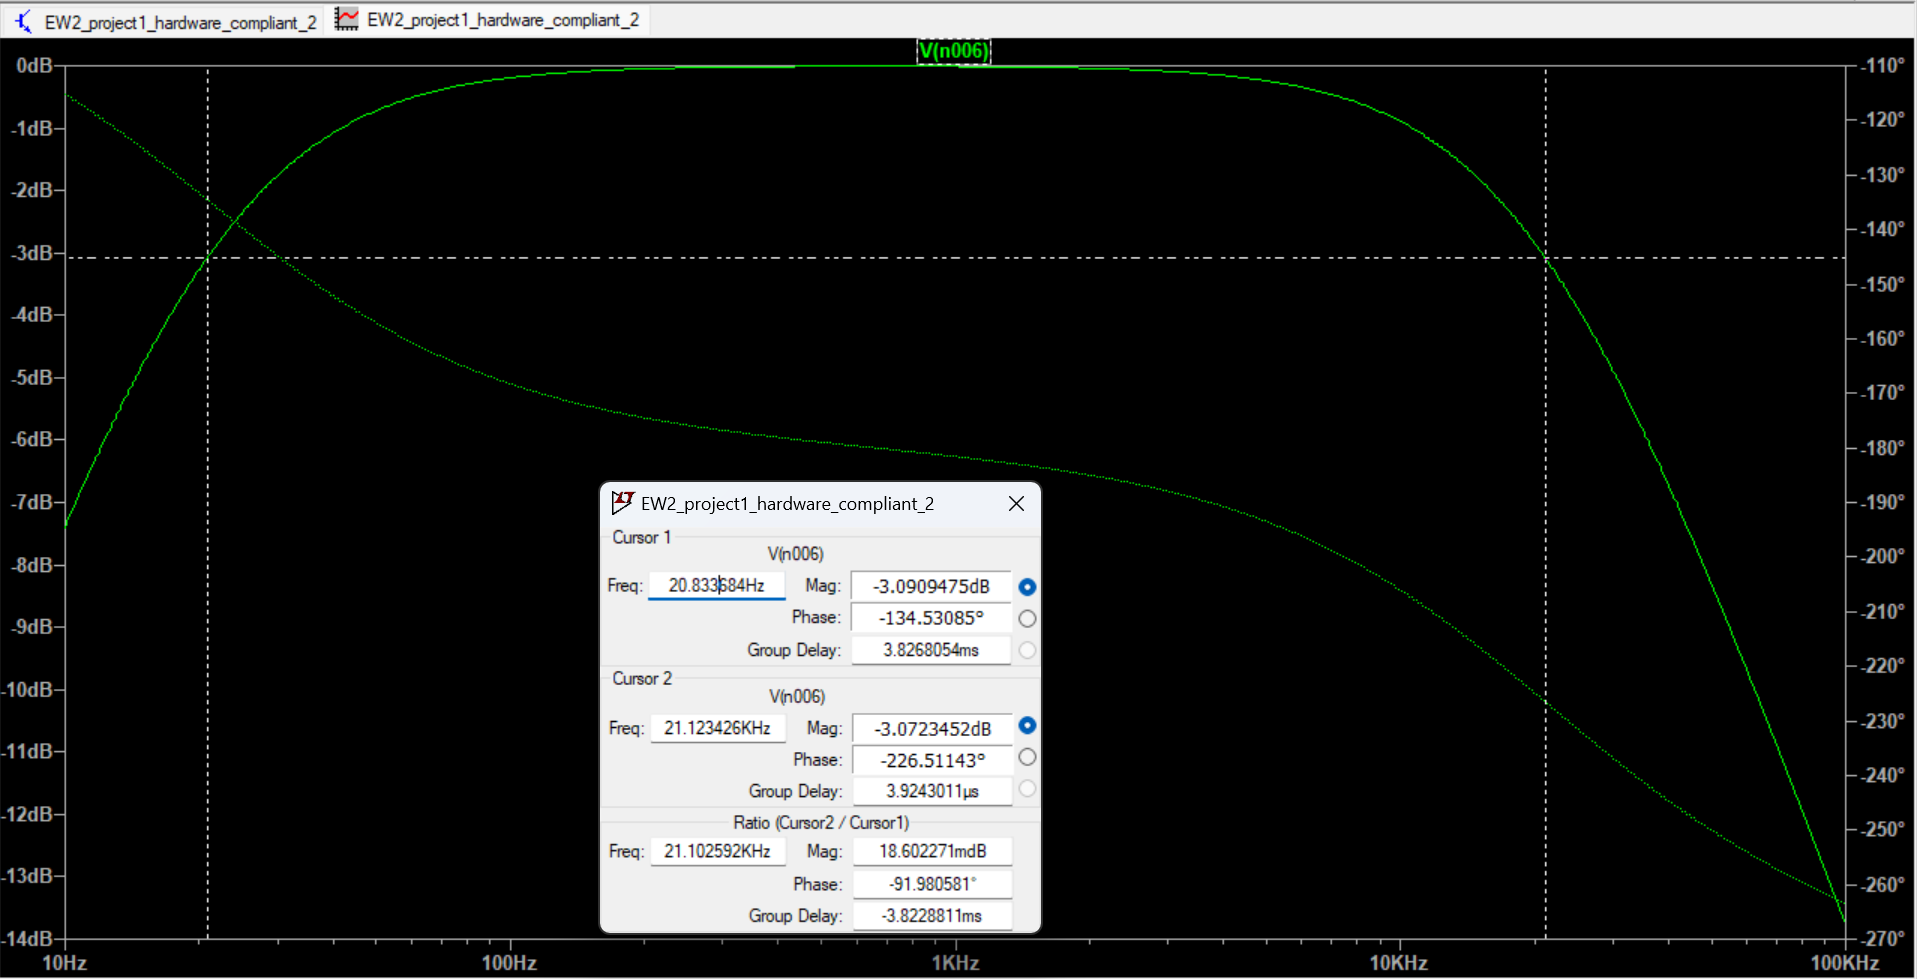 EW2_project1_hardware_compliant_2
EW2_project1_hardware_compliant_2
V(n006)
0dB
-1dB
-2dB
-3dB
-4dB
-5dB
-6dB
-7dB
-8dB
-9dB
-10dB
-11dB
-12dB
-13dB
-14dB
-110°
-120°
-130°
-140°
-150°
-160°
-170°
-180°
-190°
-200°
-210°
-220°
-230°
-240°
-250°
-260°
-270°
10Hz
100Hz
1KHz
10KHz
100KHz
EW2_project1_hardware_compliant_2
Cursor 1
V(n006)
Freq: 20.833684Hz Mag: -3.0909475dB
Phase: -134.53085°
Group Delay: 3.8268054ms
Cursor 2
V(n006)
Freq: 21.123426KHz Mag: -3.0723452dB
Phase: -226.51143°
Group Delay: 3.9243011µs
Ratio (Cursor2 / Cursor1)
Freq: 21.102592KHz Mag: 18.602271mdB
Phase: -91.980581°
Group Delay: -3.8228811ms